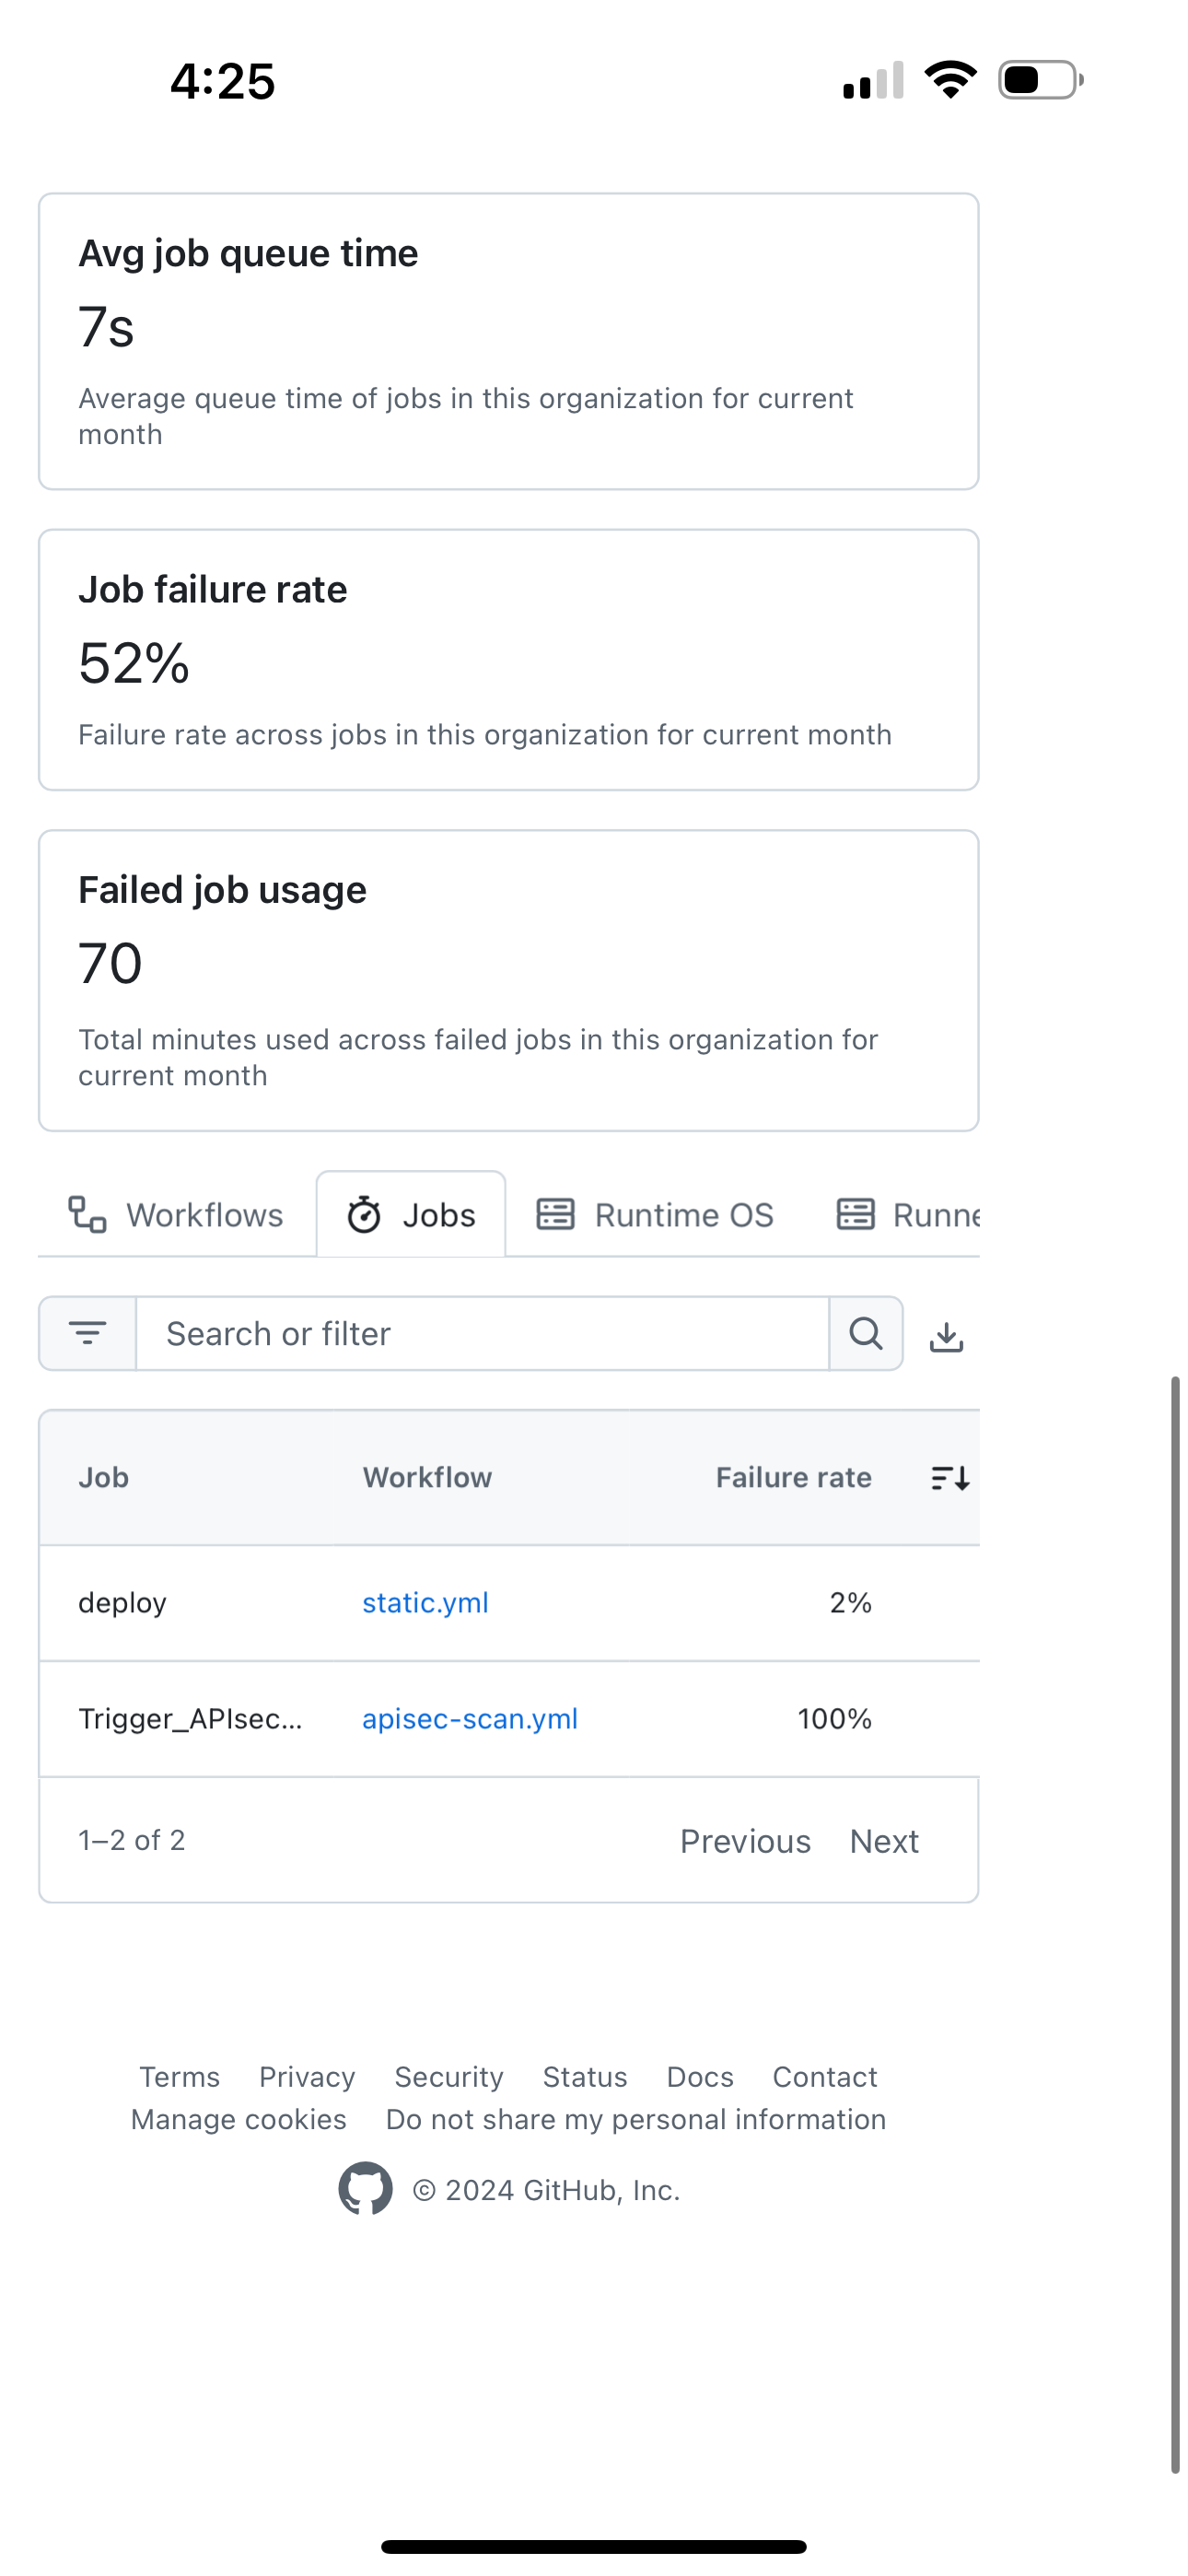 4:25
Avg job queue time
7s
Average queue time of jobs in this organization for current
month
Job failure rate
52%
Failure rate across jobs in this organization for current month
Failed job usage
70
Total minutes used across failed jobs in this organization for
current month
Workflows Jobs Runtime OS Runne
Search or filter
Job Workflow Failure rate
deploy static.yml 2%
Trigger_APIsec... apisec-scan.yml 100%
1–2 of 2 Previous Next
Terms Privacy Security Status Docs Contact
Manage cookies Do not share my personal information
© 2024 GitHub, Inc.